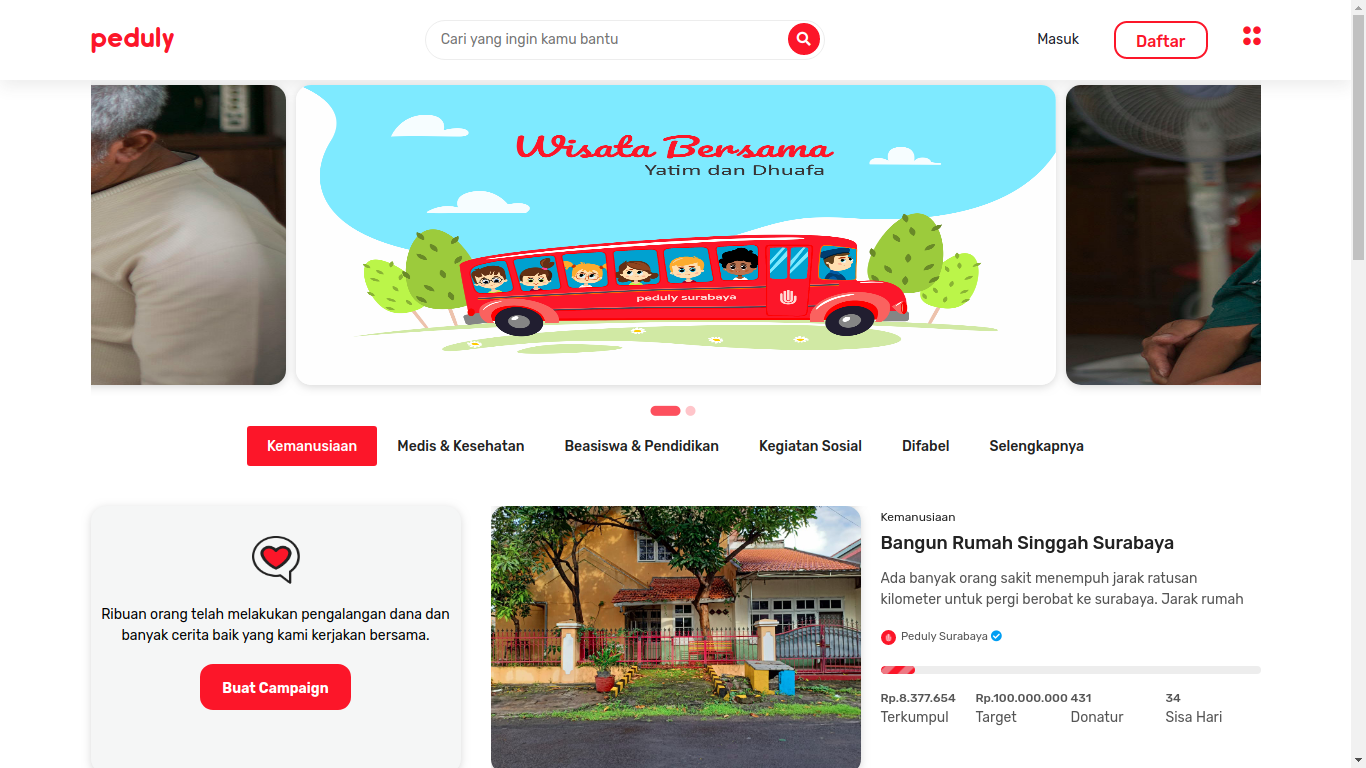 peduly
Cari yang ingin kamu bantu
Masuk
Daftar
Wisata Bersama
Yatim dan Dhuafa
peduly surabaya
Kemanusiaan
Medis & Kesehatan
Beasiswa & Pendidikan
Kegiatan Sosial
Difabel
Selengkapnya
Ribuan orang telah melakukan pengalangan dana dan
banyak cerita baik yang kami kerjakan bersama.
Buat Campaign
Kemanusiaan
Bangun Rumah Singgah Surabaya
Ada banyak orang sakit menempuh jarak ratusan
kilometer untuk pergi berobat ke surabaya. Jarak rumah
Peduly Surabaya
Rp.8.377.654 Rp.100.000.000 431 34
Terkumpul Target Donatur Sisa Hari